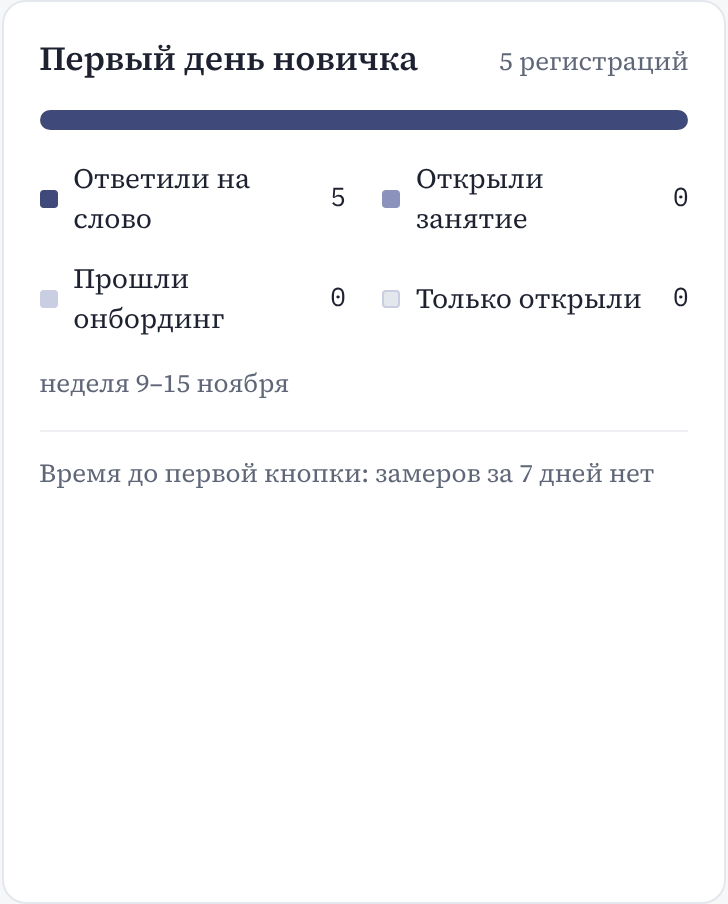 Первый день новичка 5 регистраций
Ответили на слово 5 Открыли занятие 0
Прошли онбординг 0 Только открыли 0
неделя 9–15 ноября
Время до первой кнопки: замеров за 7 дней нет